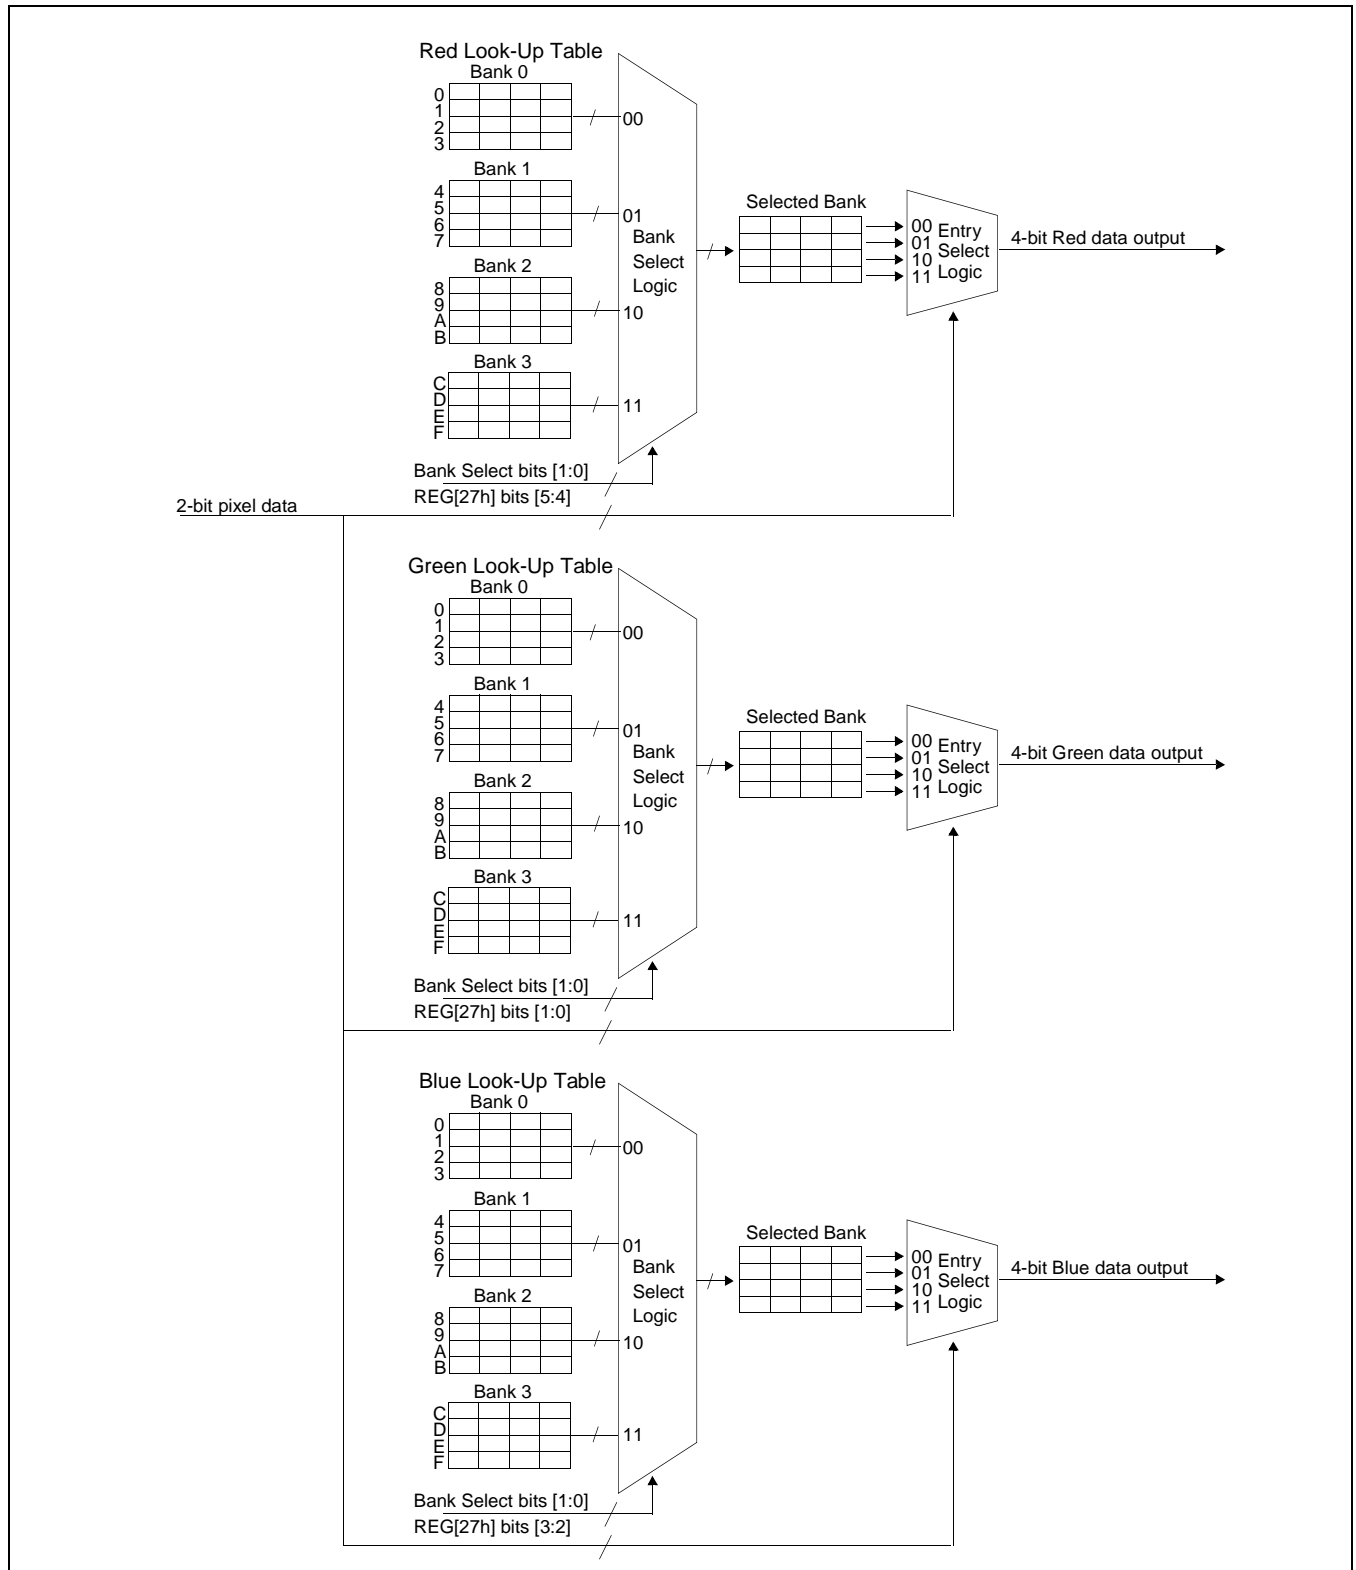 Red Look-Up Table
Bank 0
0
1
2
3
00
Bank 1
4
5
6
7
01
Bank
Select
Logic
Bank 2
8
9
A
B
10
Bank 3
C
D
E
F
11
Selected Bank
00 Entry
01 Select
10
11 Logic
4-bit Red data output
Bank Select bits [1:0]
REG[27h] bits [5:4]
2-bit pixel data
Green Look-Up Table
Bank 0
0
1
2
3
00
Bank 1
4
5
6
7
01
Bank
Select
Logic
Bank 2
8
9
A
B
10
Bank 3
C
D
E
F
11
Selected Bank
00 Entry
01 Select
10
11 Logic
4-bit Green data output
Bank Select bits [1:0]
REG[27h] bits [1:0]
Blue Look-Up Table
Bank 0
0
1
2
3
00
Bank 1
4
5
6
7
01
Bank
Select
Logic
Bank 2
8
9
A
B
10
Bank 3
C
D
E
F
11
Selected Bank
00 Entry
01 Select
10
11 Logic
4-bit Blue data output
Bank Select bits [1:0]
REG[27h] bits [3:2]